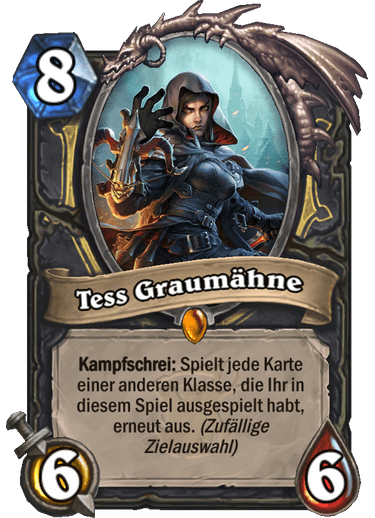 8
Tess Graumähne
Kampfschrei: Spielt jede Karte
einer anderen Klasse, die Ihr in
diesem Spiel ausgespielt habt,
erneut aus. (Zufällige
Zielauswahl)
6
6